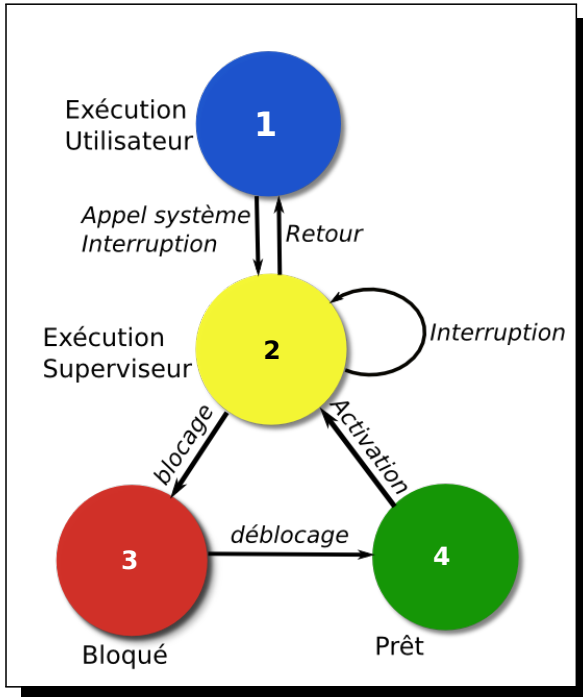 Exécution
Utilisateur
1
Appel système
Interruption
Retour
Exécution
Superviseur
2
Interruption
blocage
Activation
3
déblocage
4
Bloqué
Prêt